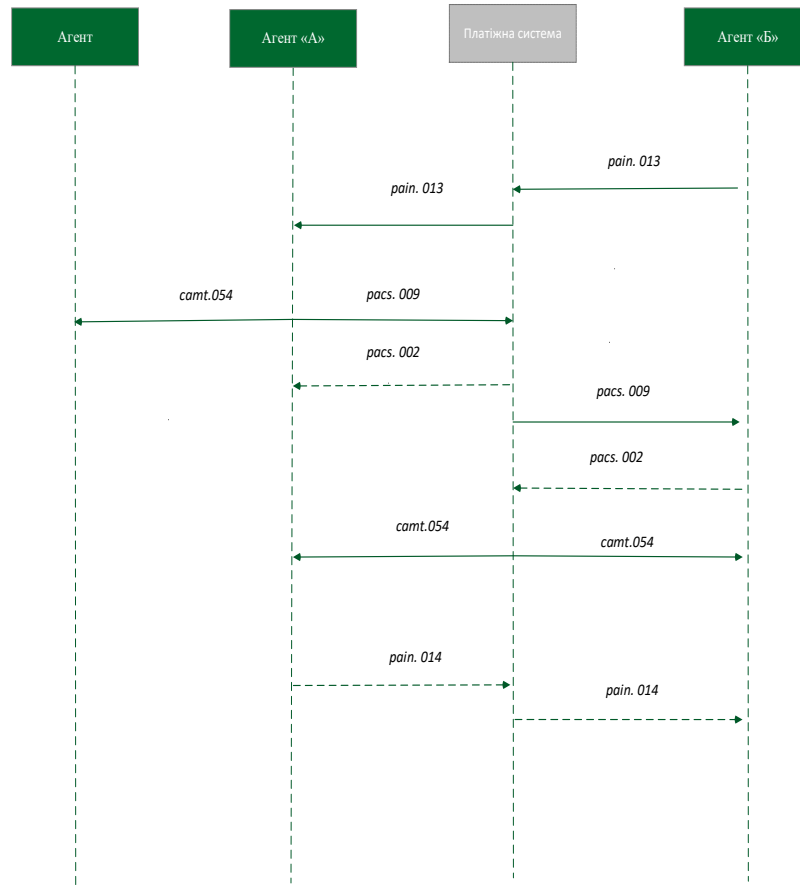 Агент
Агент «А»
Платіжна система
Агент «Б»
pain. 013
pain. 013
camt.054
pacs. 009
pacs. 002
pacs. 009
pacs. 002
camt.054
camt.054
pain. 014
pain. 014